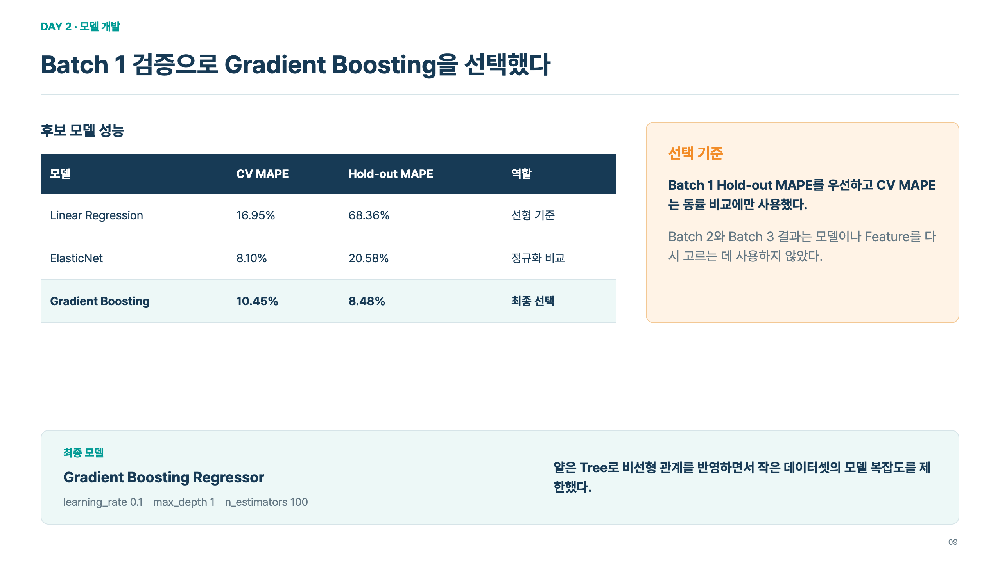 DAY 2 · 모델 개발
Batch 1 검증으로 Gradient Boosting을 선택했다
후보 모델 성능
모델 CV MAPE Hold-out MAPE 역할
Linear Regression 16.95% 68.36% 선형 기준
ElasticNet 8.10% 20.58% 정규화 비교
Gradient Boosting 10.45% 8.48% 최종 선택
선택 기준
Batch 1 Hold-out MAPE를 우선하고 CV MAPE
는 동률 비교에만 사용했다.
Batch 2와 Batch 3 결과는 모델이나 Feature를 다
시 고르는 데 사용하지 않았다.
최종 모델
Gradient Boosting Regressor
learning_rate 0.1 max_depth 1 n_estimators 100
얕은 Tree로 비선형 관계를 반영하면서 작은 데이터셋의 모델 복잡도를 제
한했다.
09